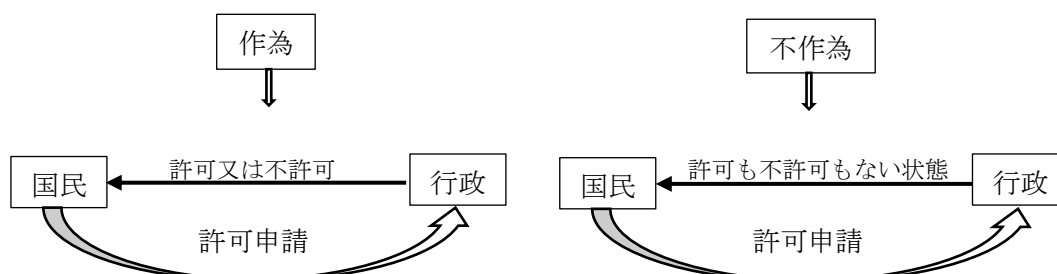 作為
不作為
国民
許可又は不許可
行政
許可申請
国民
許可も不許可もない状態
行政
許可申請